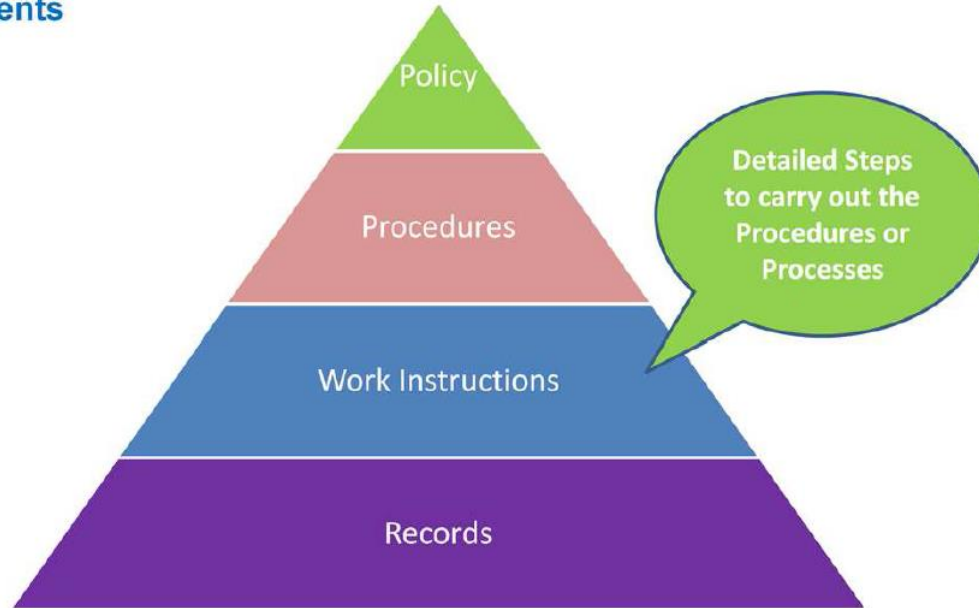 ents
Policy
Procedures
Detailed Steps
to carry out the
Procedures or
Processes
Work Instructions
Records